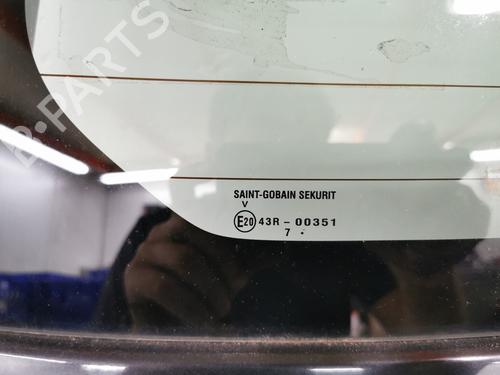 B-PARTS
SAINT-GOBAIN SEKURIT
V
E20 43R - 00351
7 .